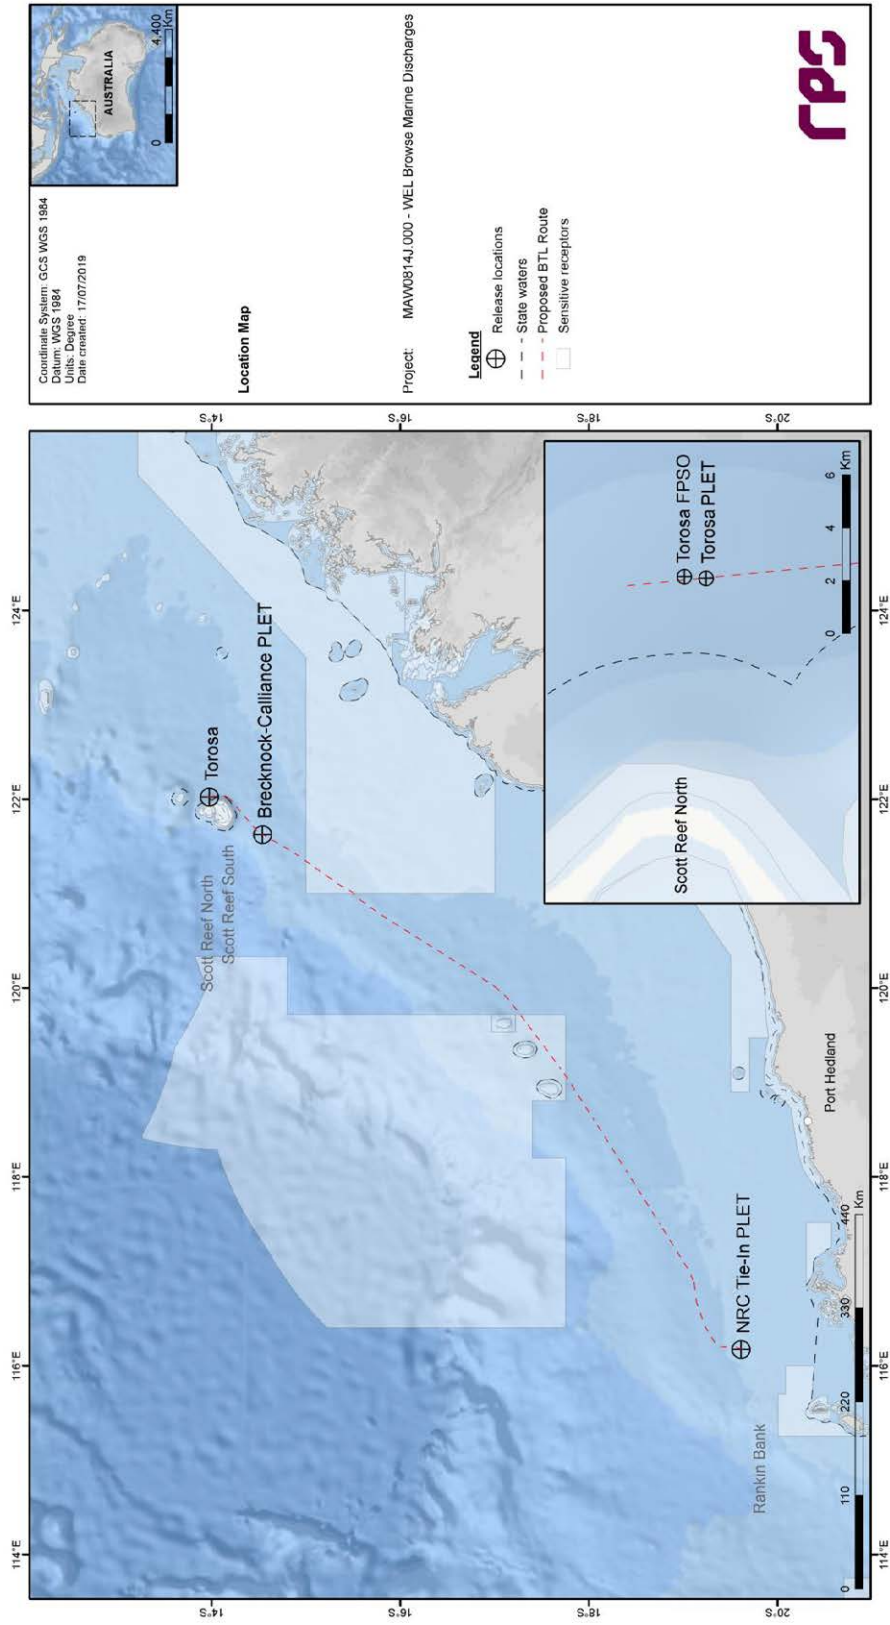 114°E
116°E
118°E
120°E
122°E
124°E
14°S
16°S
18°S
20°S
14°S
16°S
18°S
20°S
Torosa
Scott Reef North
Scott Reef South
Brecknock-Calliance PLET
NRC Tie-In PLET
Rankin Bank
Port Hedland
0 110 220 330 440
Km
Scott Reef North
Torosa FPSO
Torosa PLET
0 2 4 6
Km
Coordinate System: GCS WGS 1984
Datum: WGS 1984
Units: Degree
Date created: 17/07/2019
AUSTRALIA
0 4,400
Km
Location Map
Project: MAW0814J.000 - WEL Browse Marine Discharges
Legend
Release locations
State waters
Proposed BTL Route
Sensitive receptors
rps